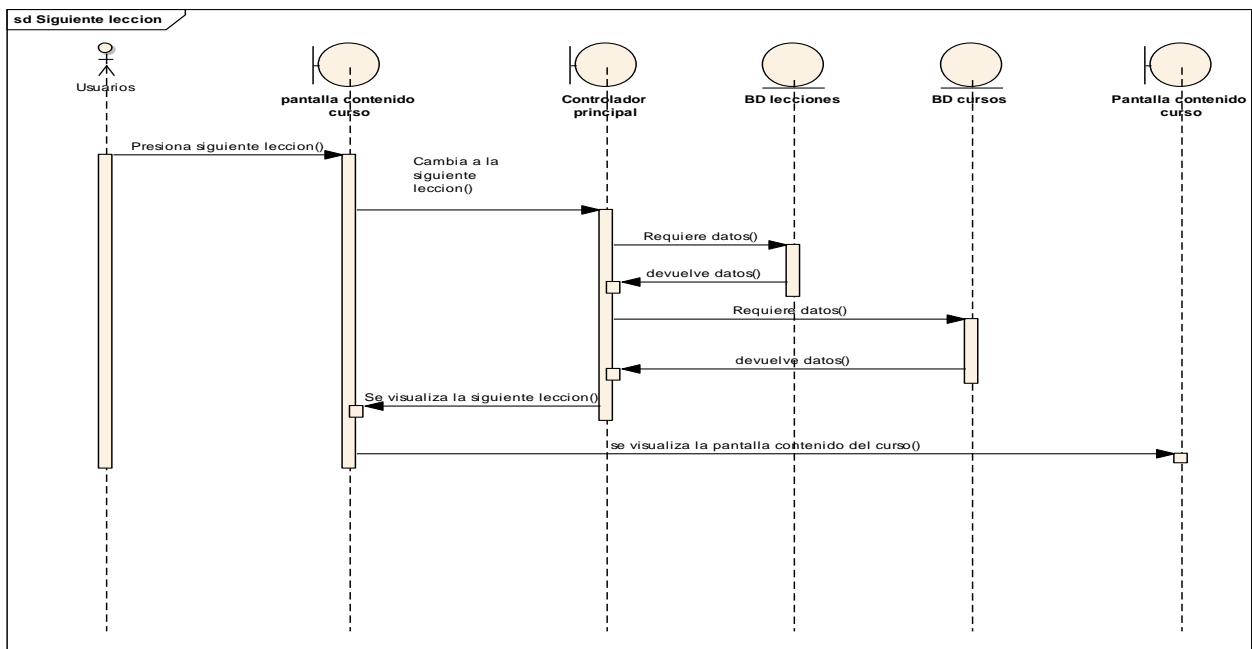 sd Siguiente leccion
Usuarios
pantalla contenido
curso
Controlador
principal
BD lecciones
BD cursos
Pantalla contenido
curso
Presiona siguiente leccion()
Cambia a la
siguiente
leccion()
Requiere datos()
devuelve datos()
Requiere datos()
devuelve datos()
Se visualiza la siguiente leccion()
se visualiza la pantalla contenido del curso()